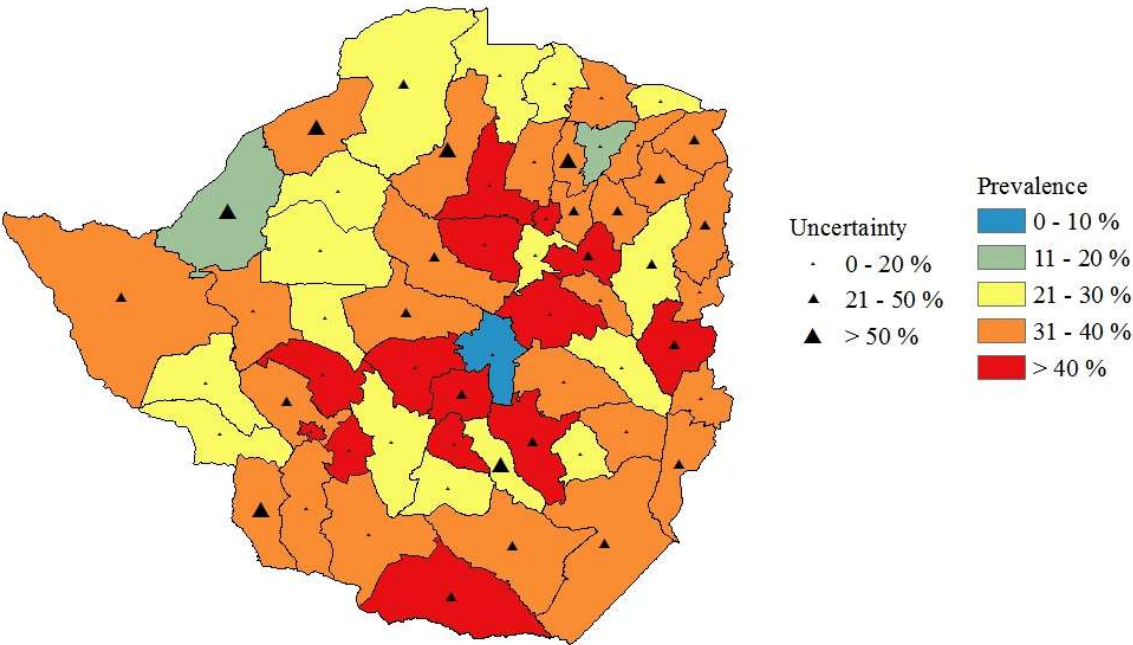 Uncertainty
0 - 20 %
21 - 50 %
> 50 %
Prevalence
0 - 10 %
11 - 20 %
21 - 30 %
31 - 40 %
> 40 %